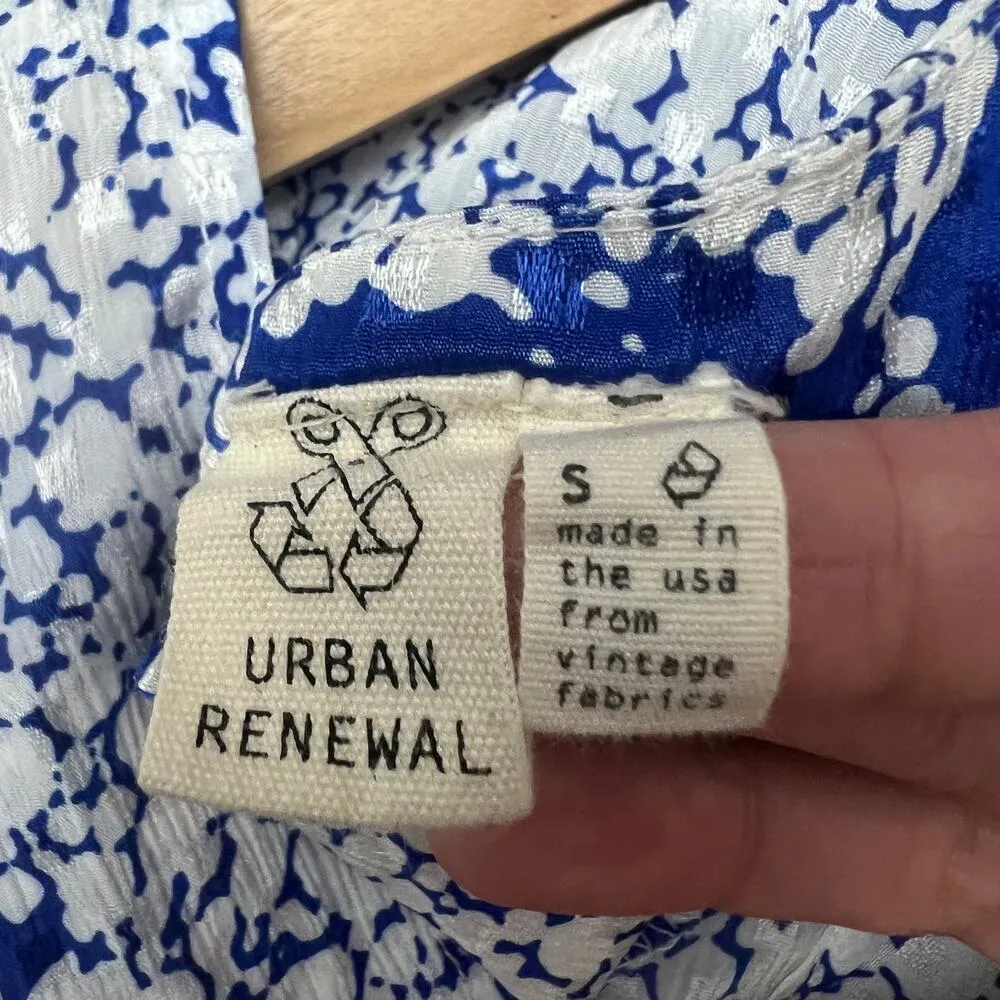 URBAN
RENEWAL
S
made in
the usa
from
vintage
fabrics